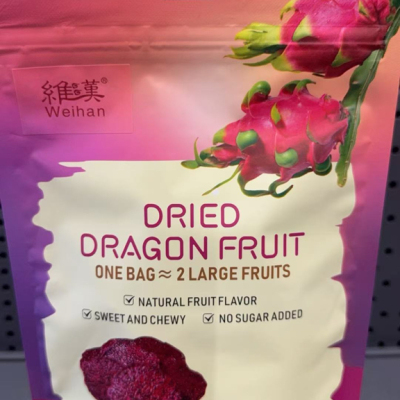 維漢®
Weihan
DRIED
DRAGON FRUIT
ONE BAG ≈ 2 LARGE FRUITS
☑ NATURAL FRUIT FLAVOR
☑ SWEET AND CHEWY ☑ NO SUGAR ADDED